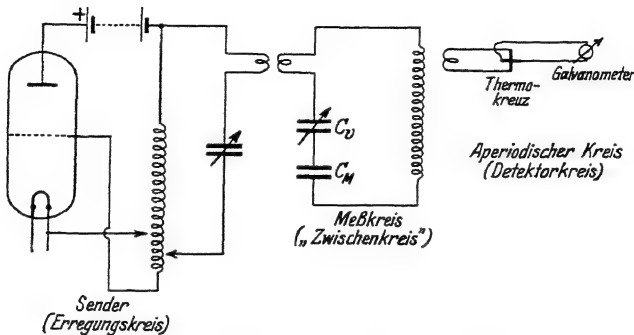 +
C_v
C_M
Thermo-
kreuz
Galvanometer
Aperiodischer Kreis
(Detektorkreis)
Meßkreis
(„Zwischenkreis")
Sender
(Erregungskreis)